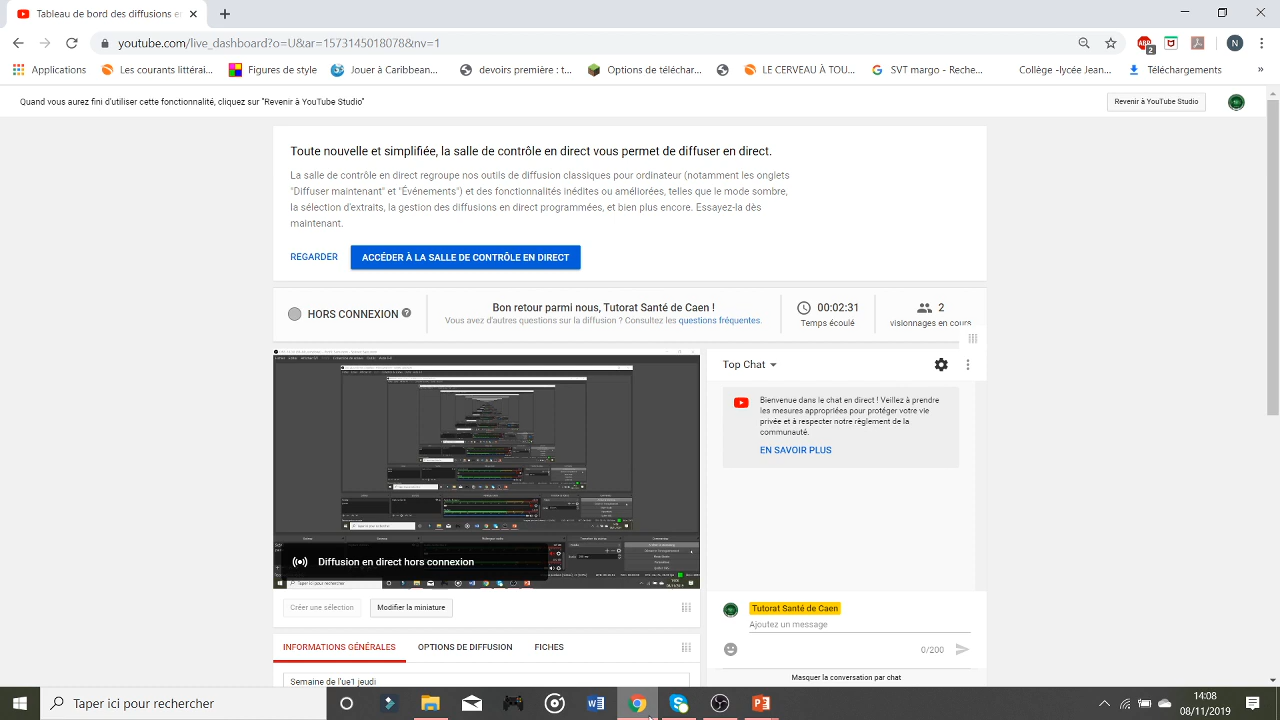 Tableau de bord des diffusions en
youtube.com/live_dashboard?o=U&ar=1573145018078&nv=1
N
2
Applications
Les courants littérai...
Figures de style
Jouer à Caribbean...
devoirs première : t...
Options de téléchar...
LE CERVEAU À TOU...
SVT margo - Reche...
Collège -lycée Jean...
Téléchargements
»
Quand vous aurez fini d'utiliser cette fonctionnalité, cliquez sur "Revenir à YouTube Studio"
Revenir à YouTube Studio
Toute nouvelle et simplifiée, la salle de contrôle en direct vous permet de diffuser en direct.
La salle de contrôle en direct regroupe nos outils de diffusion classiques pour ordinateur (notamment les onglets
"Diffuser maintenant" et "Événements") et des fonctionnalités inédites ou améliorées, telles que le mode sombre,
la sélection d'extraits, la gestion des diffusions en direct programmées, et bien plus encore. Essayez-la dès
maintenant.
REGARDER
ACCÉDER À LA SALLE DE CONTRÔLE EN DIRECT
HORS CONNEXION
Bon retour parmi nous, Tutorat Santé de Caen !
Vous avez d'autres questions sur la diffusion ? Consultez les questions fréquentes.
00:02:31
Temps écoulé
2
visionnages en cours
Top Chat
Bienvenue dans le chat en direct ! Veillez à prendre
les mesures appropriées pour protéger votre vie
privée et à respecter notre règlement de la
communauté.
EN SAVOIR PLUS
Diffusion en direct hors connexion
Créer une sélection
Modifier la miniature
Tutorat Santé de Caen
Ajoutez un message
0/200
Masquer la conversation par chat
INFORMATIONS GÉNÉRALES
OPTIONS DE DIFFUSION
FICHES
Semaine de l'ue1 jeudi
Taper ici pour rechercher
14:08
08/11/2019